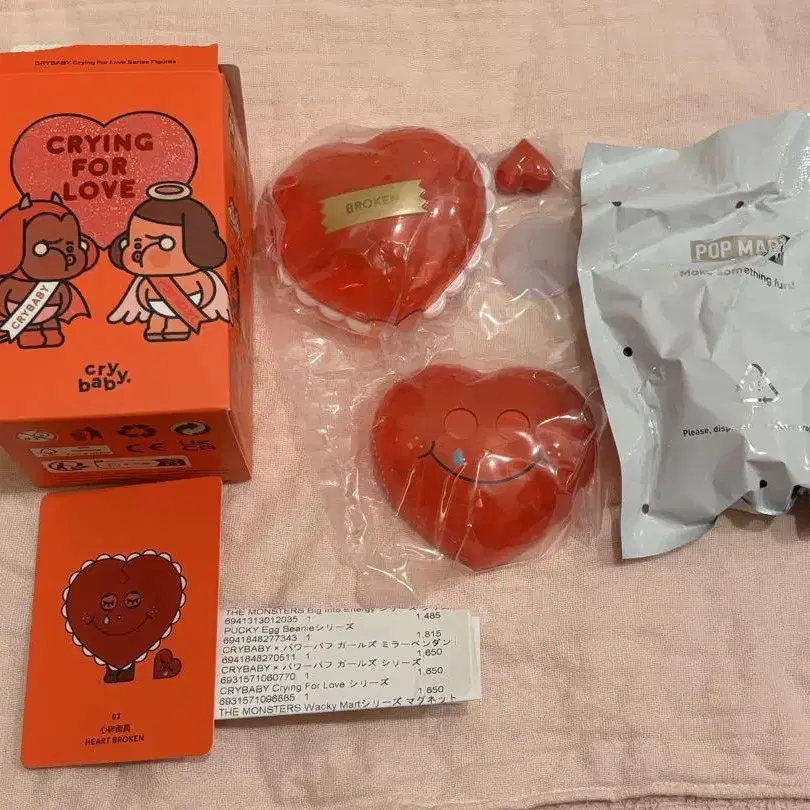 CRYBABY Crying For Love Series Figures
CRYING
FOR
LOVE
CRYBABY
cry
baby.
BROKEN
POP MAR
Make something fun!
Please, disp
THE MONSTERS Big into Energy シリーズ
6941313012035 1 1,485
PUCKY Egg Beanieシリーズ
6941848277343 1 1,815
CRYBABY × パワーパフ ガールズ ミラーペンダン
6941848270511 1 1,650
CRYBABY × パワーパフ ガールズ シリーズ
6931571060770 1 1,650
CRYBABY Crying For Love シリーズ
6931571096885 1 1,650
THE MONSTERS Wacky Martシリーズ マグネット
03
心碎面具
HEART BROKEN